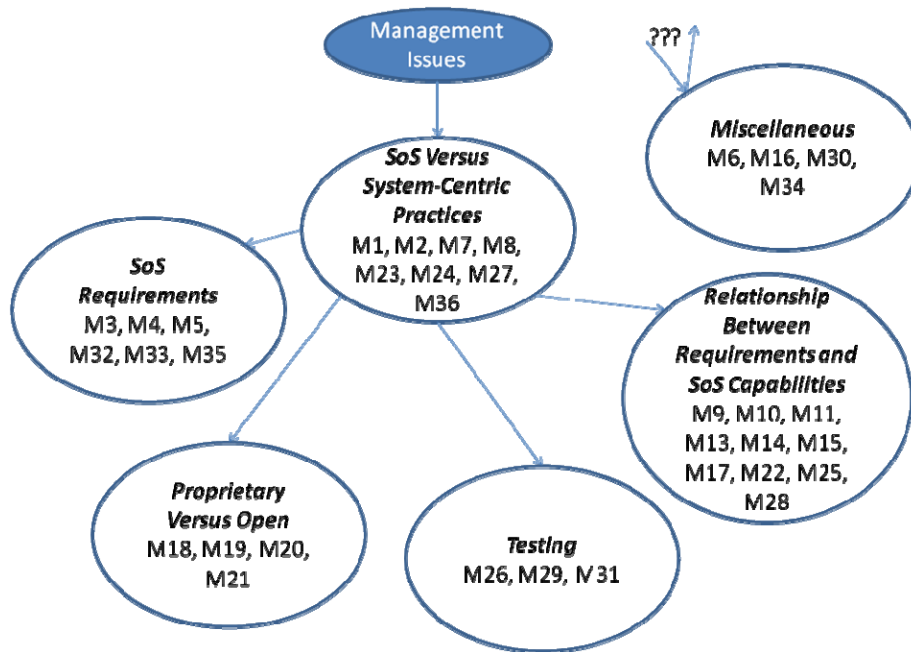 Management
Issues
???
Miscellaneous
M6, M16, M30,
M34
SoS Versus
System-Centric
Practices
M1, M2, M7, M8,
M23, M24, M27,
M36
SoS
Requirements
M3, M4, M5,
M32, M33, M35
Relationship
Between
Requirements and
SoS Capabilities
M9, M10, M11,
M13, M14, M15,
M17, M22, M25,
M28
Proprietary
Versus Open
M18, M19, M20,
M21
Testing
M26, M29, M31